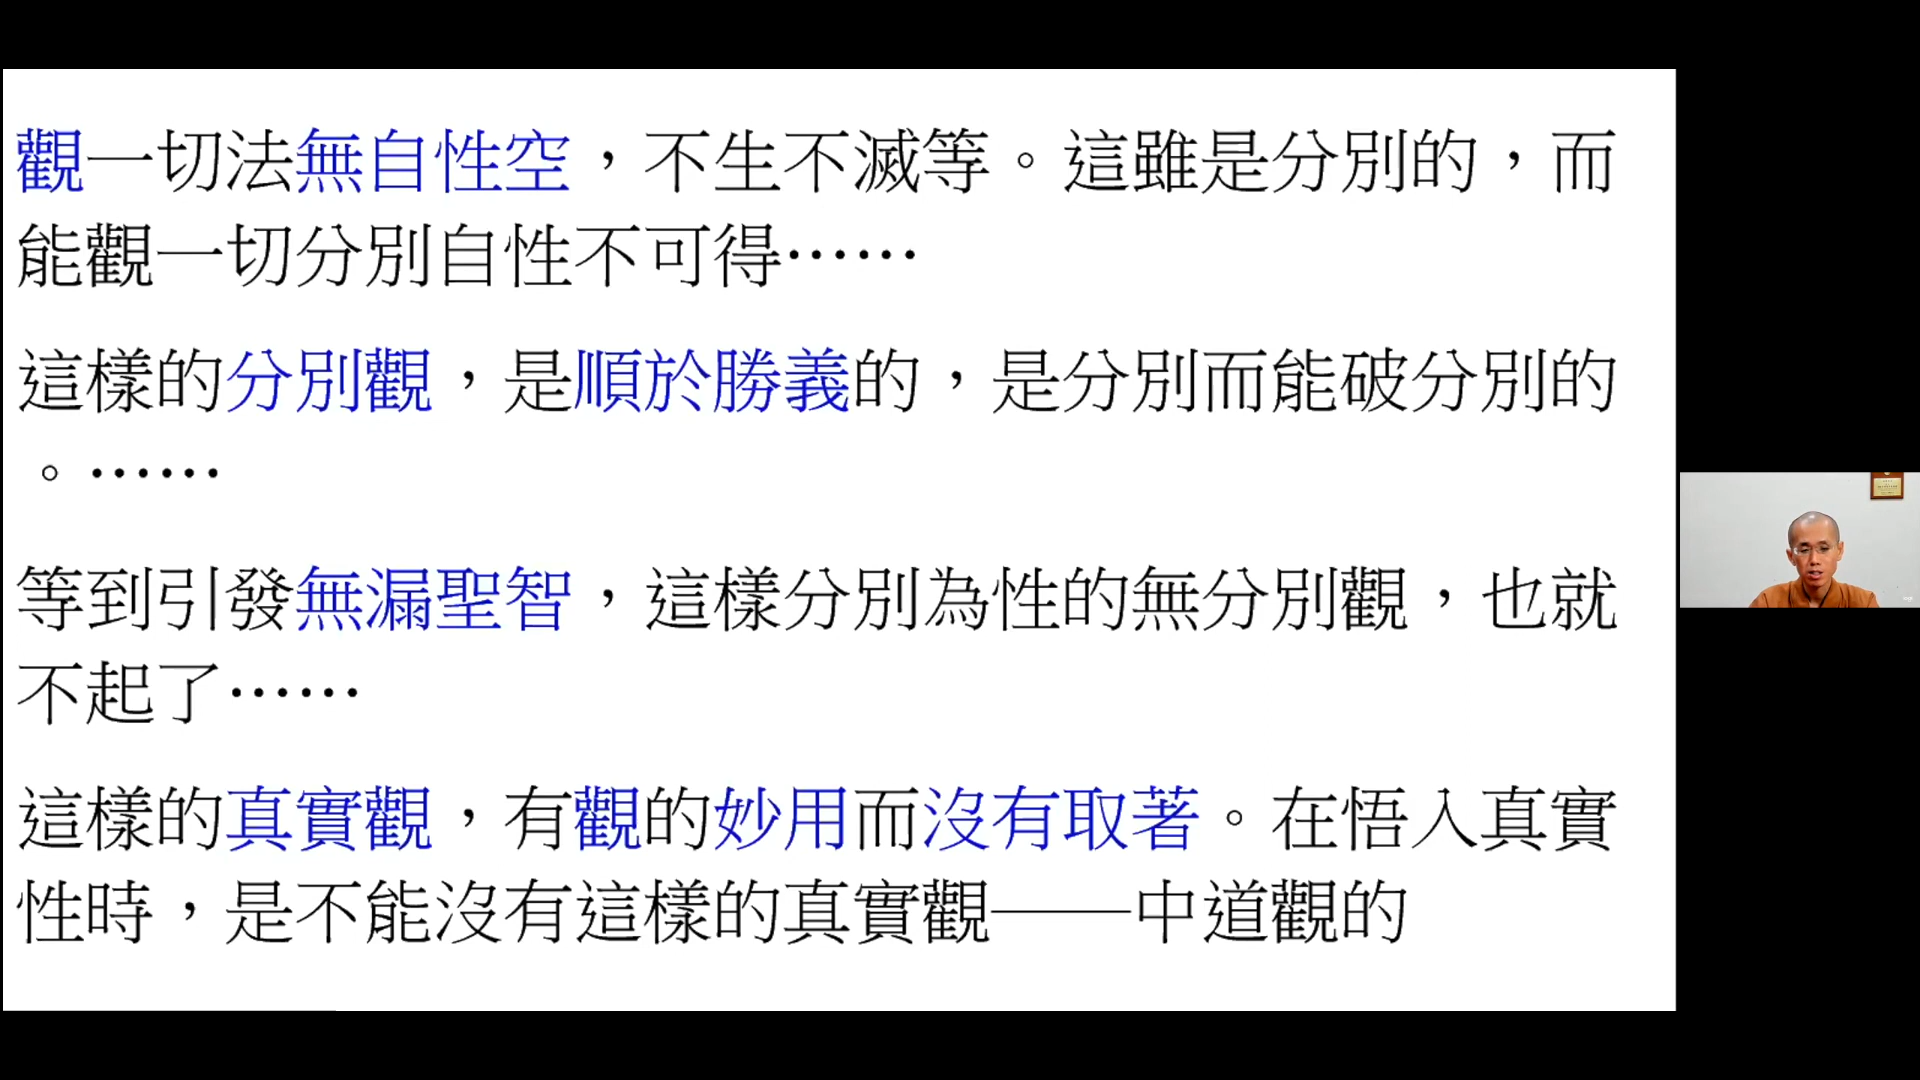 觀一切法無自性空，不生不滅等。這雖是分別的，而
能觀一切分別自性不可得⋯⋯
這樣的分別觀，是順於勝義的，是分別而能破分別的
。⋯⋯
等到引發無漏聖智，這樣分別為性的無分別觀，也就
不起了⋯⋯
這樣的真實觀，有觀的妙用而沒有取著。在悟入真實
性時，是不能沒有這樣的真實觀——中道觀的